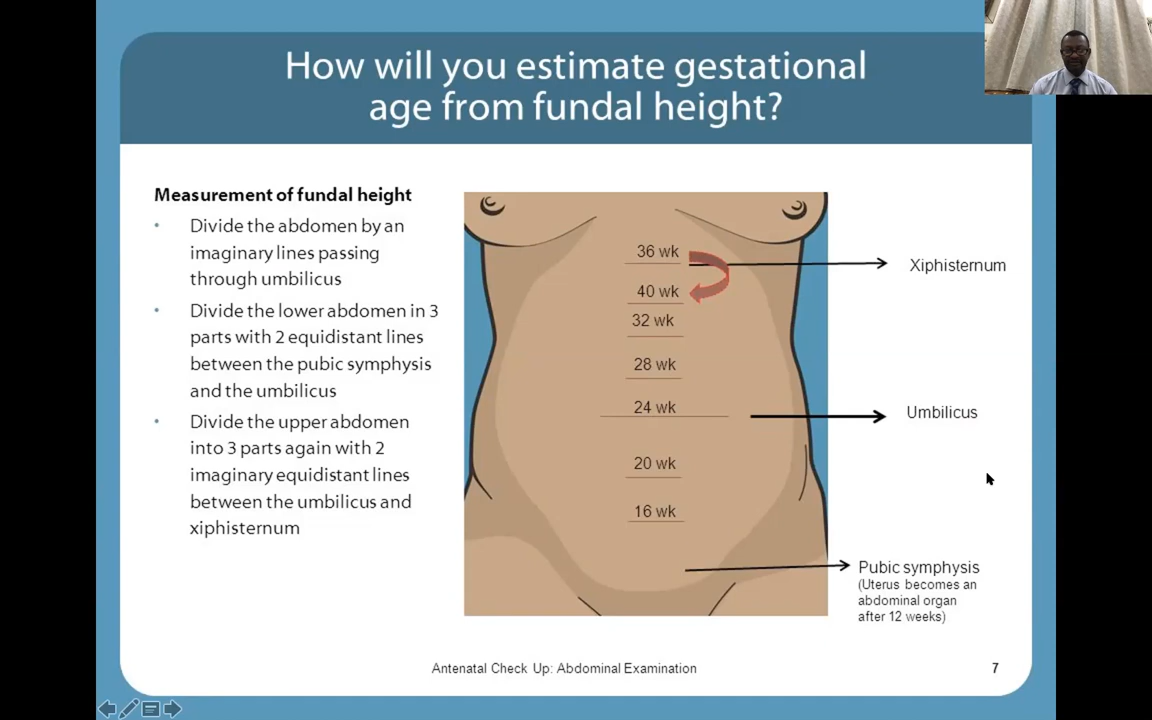 How will you estimate gestational
age from fundal height?
Measurement of fundal height
• Divide the abdomen by an
imaginary lines passing
through umbilicus
• Divide the lower abdomen in 3
parts with 2 equidistant lines
between the pubic symphysis
and the umbilicus
• Divide the upper abdomen
into 3 parts again with 2
imaginary equidistant lines
between the umbilicus and
xiphisternum
36 wk
Xiphisternum
40 wk
32 wk
28 wk
24 wk
Umbilicus
20 wk
16 wk
Pubic symphysis
(Uterus becomes an
abdominal organ
after 12 weeks)
Antenatal Check Up: Abdominal Examination
7